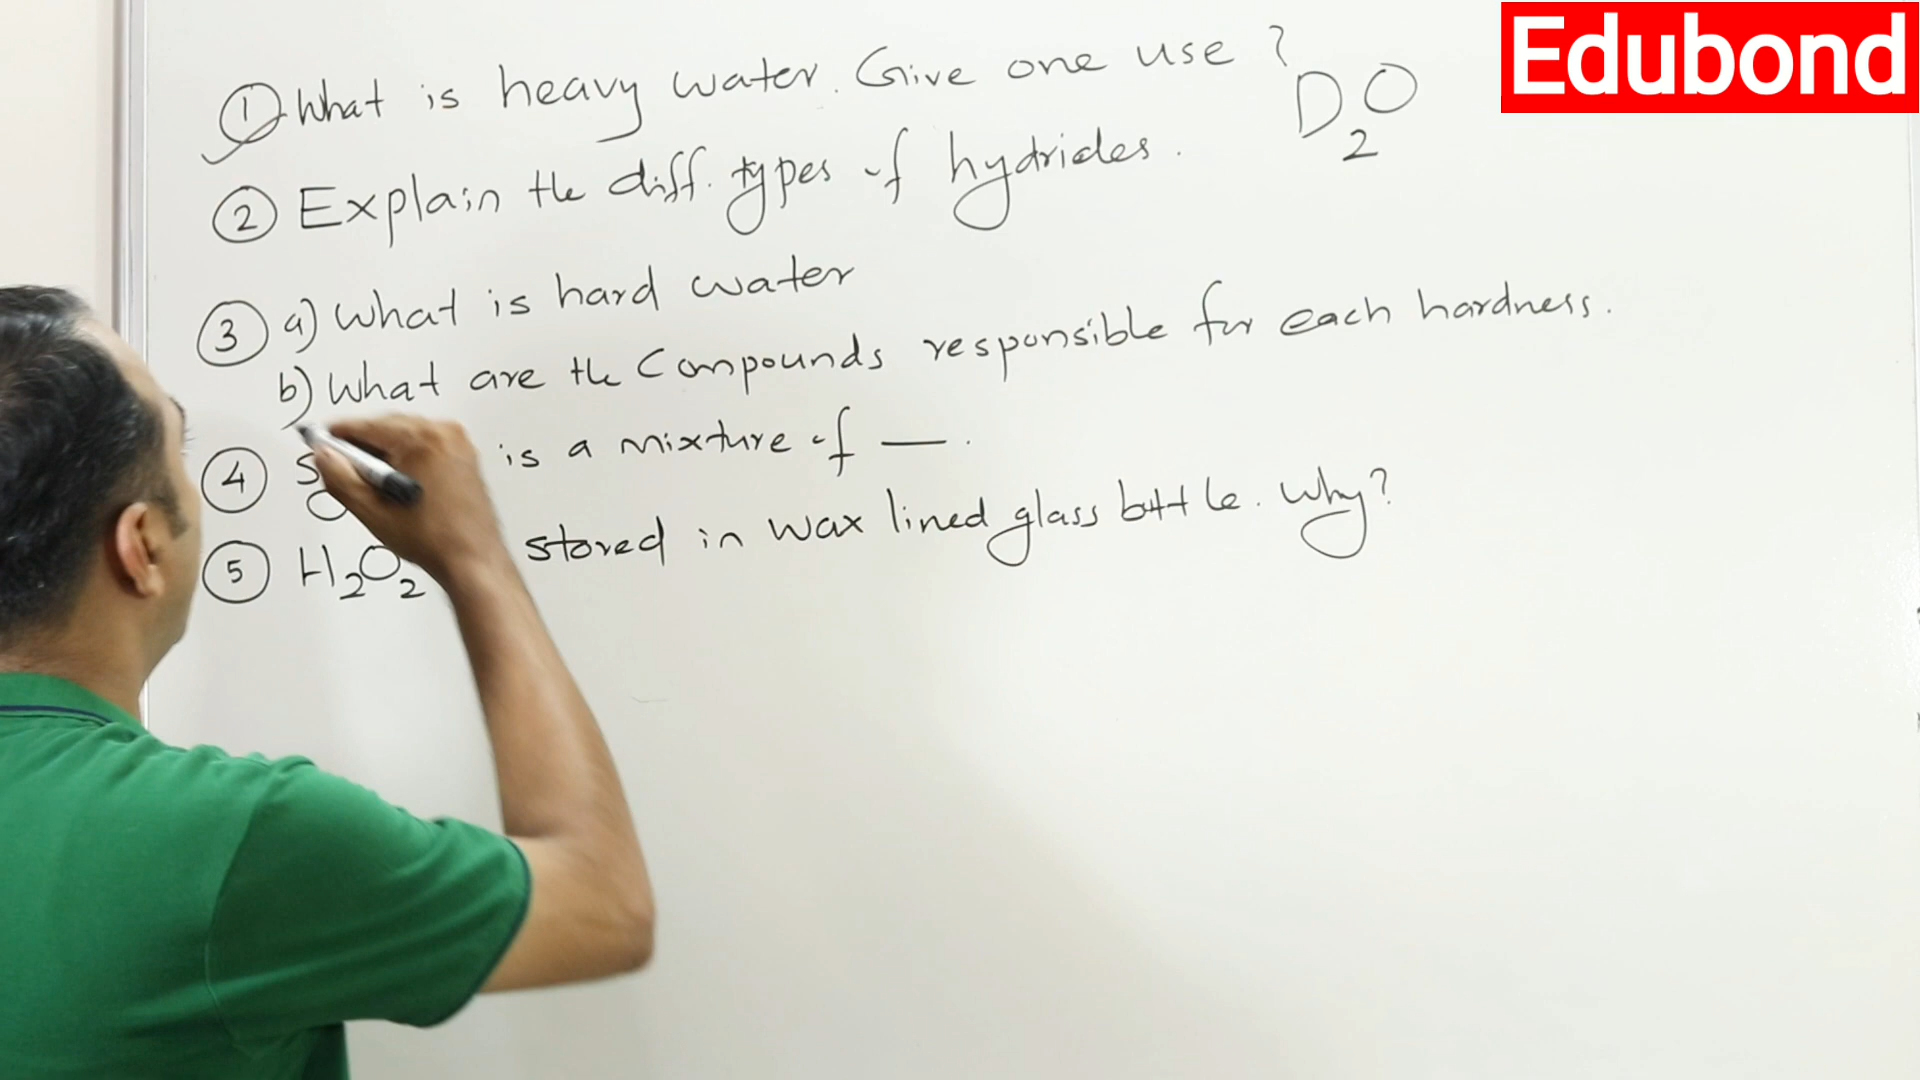 Edubond
① What is heavy water. Give one use ?
D2O
② Explain the diff. types of hydrides.
③ a) What is hard water
b) What are the Compounds responsible for each hardness.
④ is a mixture of —.
⑤ H2O2 stored in wax lined glass bottle. Why?